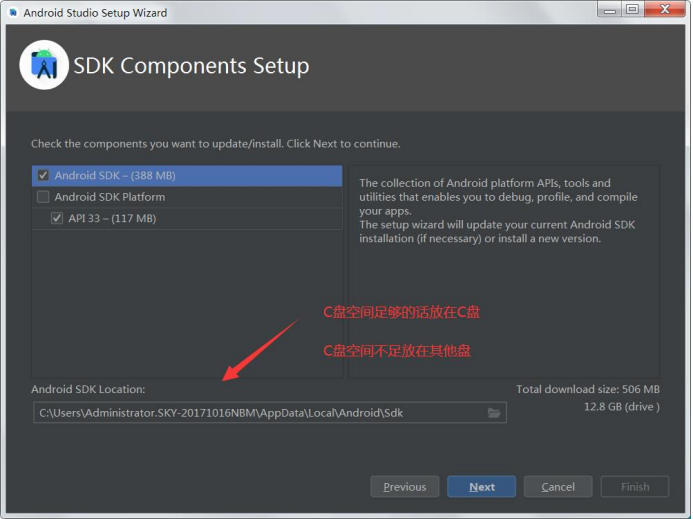 Android Studio Setup Wizard
SDK Components Setup
Check the components you want to update/install. Click Next to continue.
Android SDK – (388 MB)
Android SDK Platform
API 33 – (117 MB)
The collection of Android platform APIs, tools and
utilities that enables you to debug, profile, and compile
your apps.
The setup wizard will update your current Android SDK
installation (if necessary) or install a new version.
C盘空间足够的话放在C盘
C盘空间不足放在其他盘
Android SDK Location:
Total download size: 506 MB
C:\Users\Administrator.SKY-20171016NBM\AppData\Local\Android\Sdk
12.8 GB (drive )
Previous
Next
Cancel
Finish